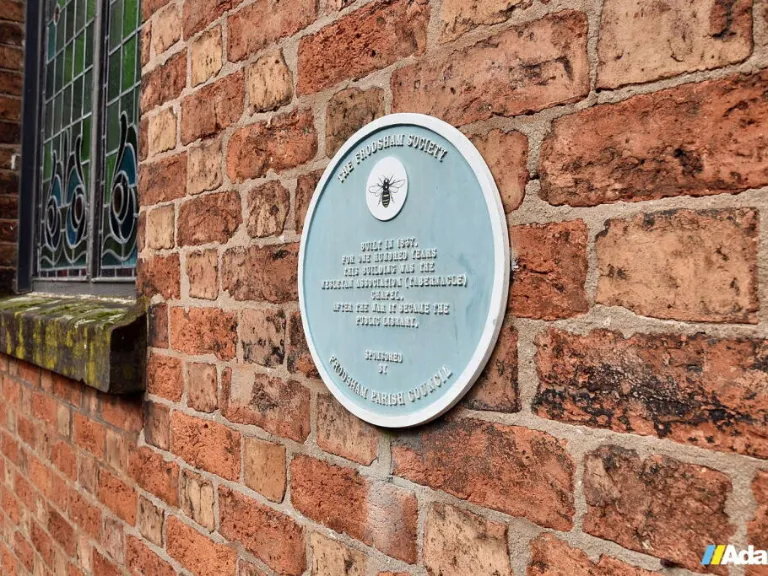 THE FRODSHAM SOCIETY
BUILT IN 1837.
FOR ONE HUNDRED YEARS
THIS BUILDING WAS THE
WESLEYAN ASSOCIATION (TABERNACLE)
CHAPEL.
AFTER THE WAR IT BECAME THE
PUBLIC LIBRARY.
SPONSORED
BY
FRODSHAM PARISH COUNCIL
Ada